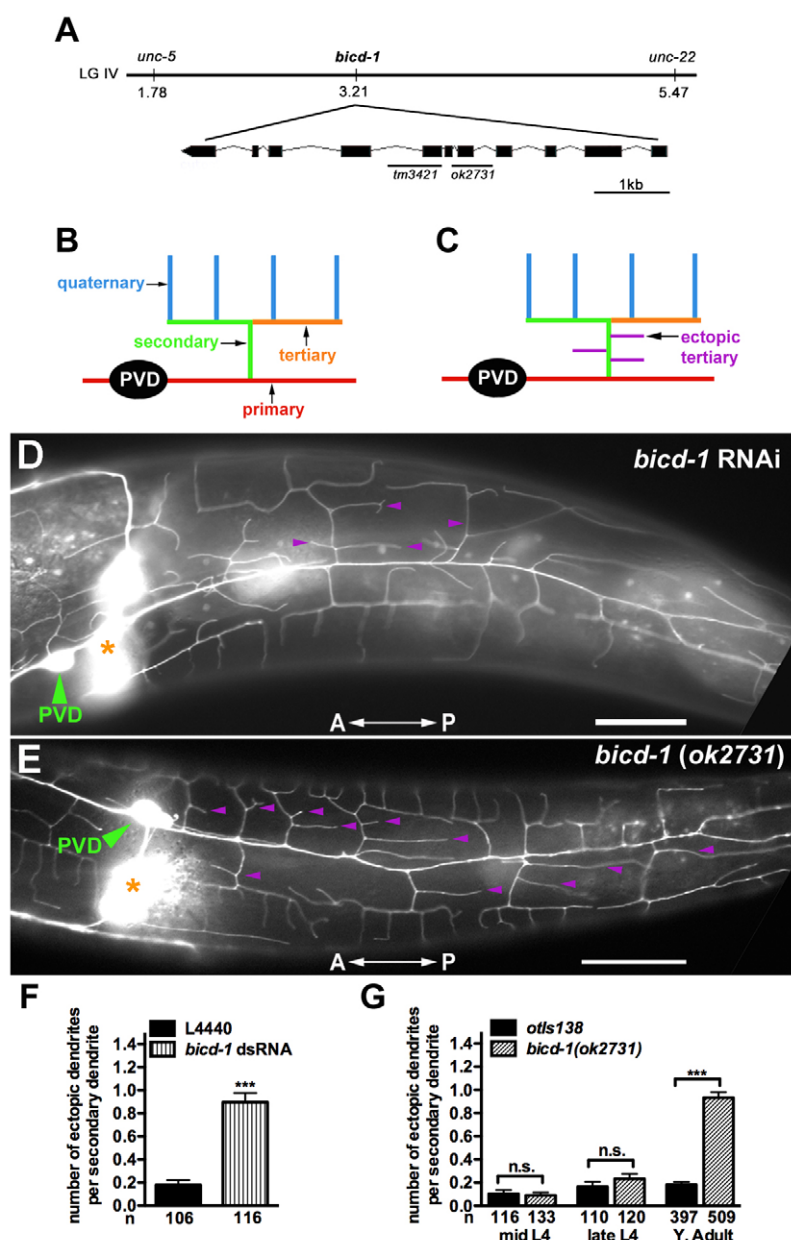 A
unc-5
bicd-1
unc-22
LG IV
1.78
3.21
5.47
tm3421
ok2731
1kb
B
C
quaternary
secondary
tertiary
ectopic
tertiary
PVD
PVD
primary
D
bicd-1 RNAi
*
PVD
A
P
E
bicd-1 (ok2731)
PVD
*
A
P
F
G
L4440
bicd-1 dsRNA
otIs138
bicd-1(ok2731)
number of ectopic dendrites
per secondary dendrite
1.4
1.2
1.0
0.8
0.6
0.4
0.2
0.0
***
n
106
116
number of ectopic dendrites
per secondary dendrite
1.4
1.2
1.0
0.8
0.6
0.4
0.2
0.0
n.s.
n.s.
***
n
116 133
110 120
397 509
mid L4
late L4
Y. Adult